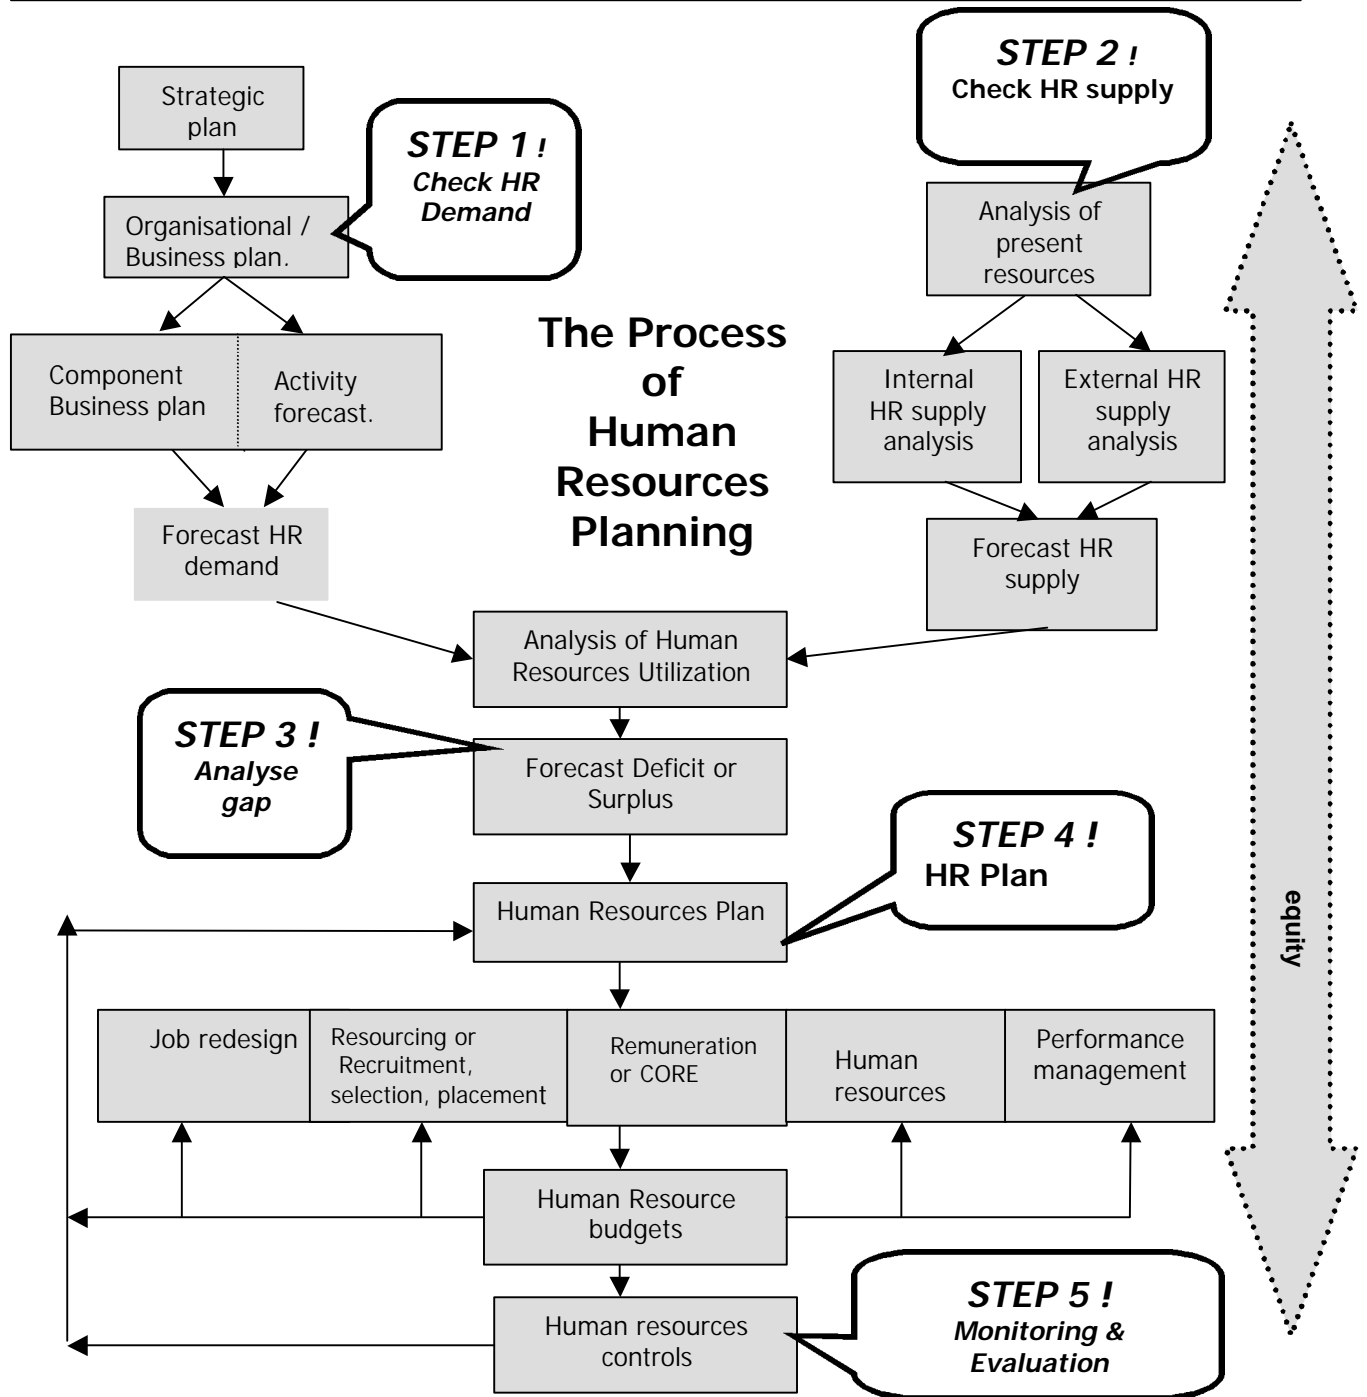 STEP 2 !
Check HR supply
Strategic
plan
STEP 1 !
Check HR
Demand
Organisational /
Business plan.
Analysis of
present
resources
The Process
of
Human
Resources
Planning
Component
Business plan
Activity
forecast.
Internal
HR supply
analysis
External HR
supply
analysis
Forecast HR
demand
Forecast HR
supply
Analysis of Human
Resources Utilization
STEP 3 !
Analyse
gap
Forecast Deficit or
Surplus
STEP 4 !
HR Plan
Human Resources Plan
equity
Job redesign
Resourcing or
Recruitment,
selection, placement
Remuneration
or CORE
Human
resources
Performance
management
Human Resource
budgets
STEP 5 !
Monitoring &
Evaluation
Human resources
controls